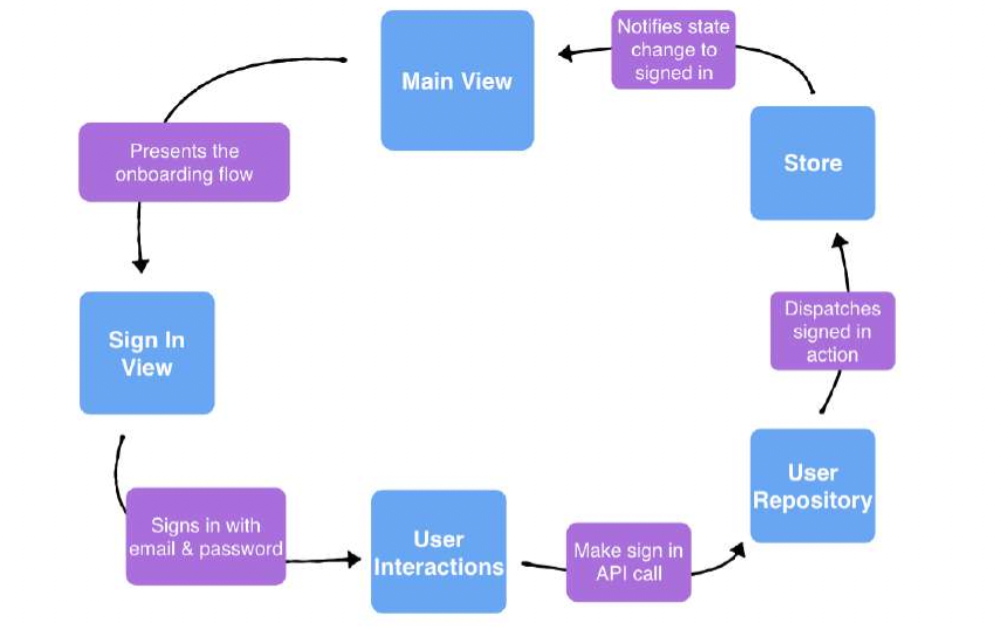 Main View
Notifies state
change to
signed in
Presents the
onboarding flow
Store
Sign In
View
Dispatches
signed in
action
Signs in with
email & password
User
Interactions
Make sign in
API call
User
Repository